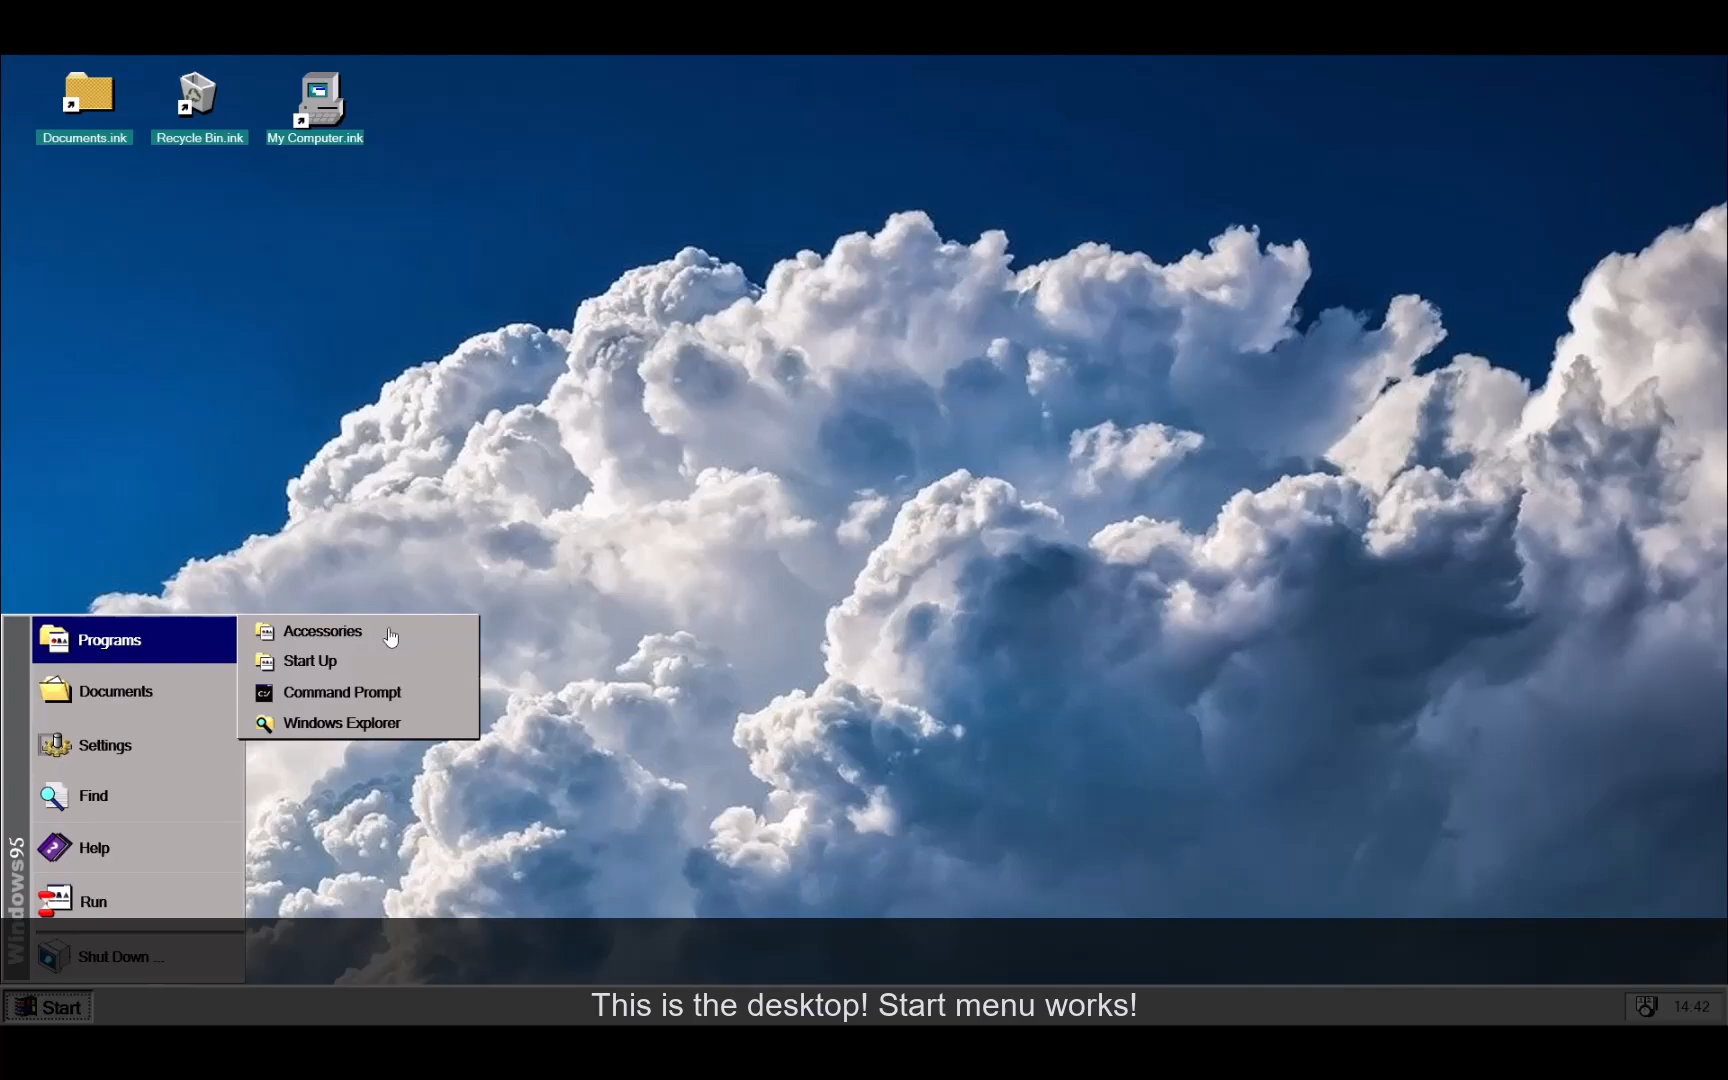 Documents.ink
Recycle Bin.ink
My Computer.ink
Programs
Accessories
Start Up
Command Prompt
Windows Explorer
Documents
Settings
Find
Help
Run
Shut Down ...
Windows95
Start
This is the desktop! Start menu works!
14.42